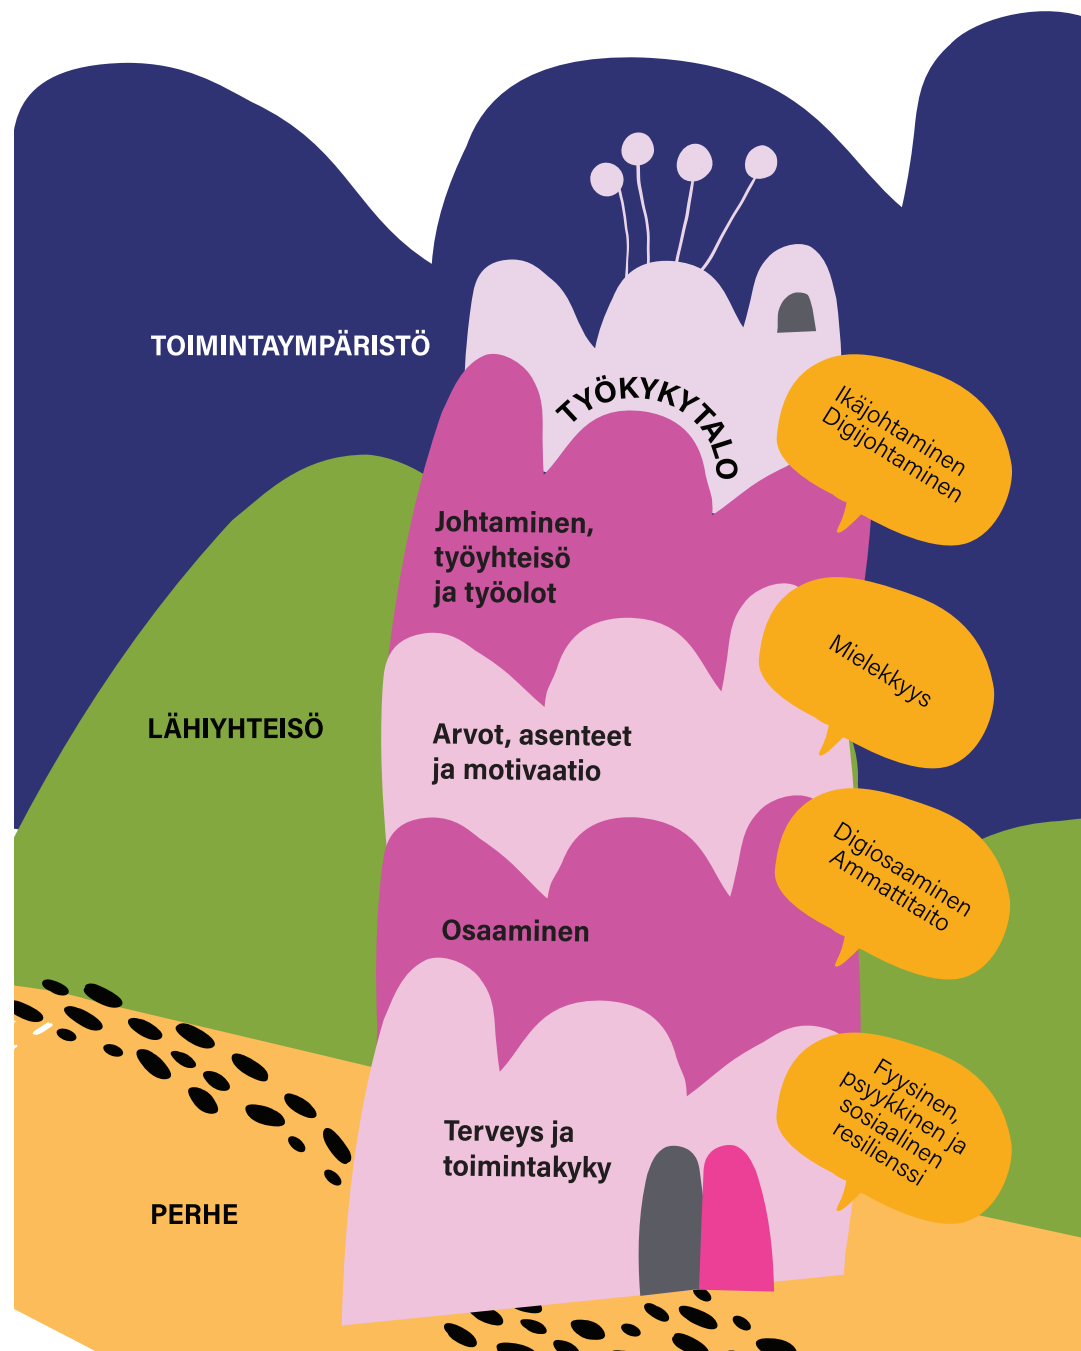 TOIMINTAYMPÄRISTÖ
TYÖKYKYTALO
Ikäjohtaminen
Digijohtaminen
Johtaminen,
työyhteisö
ja työolot
Mielekkyys
LÄHIYHTEISÖ
Arvot, asenteet
ja motivaatio
Digiosaaminen
Ammattitaito
Osaaminen
Fyysinen,
psyykkinen ja
sosiaalinen
resilienssi
Terveys ja
toimintakyky
PERHE